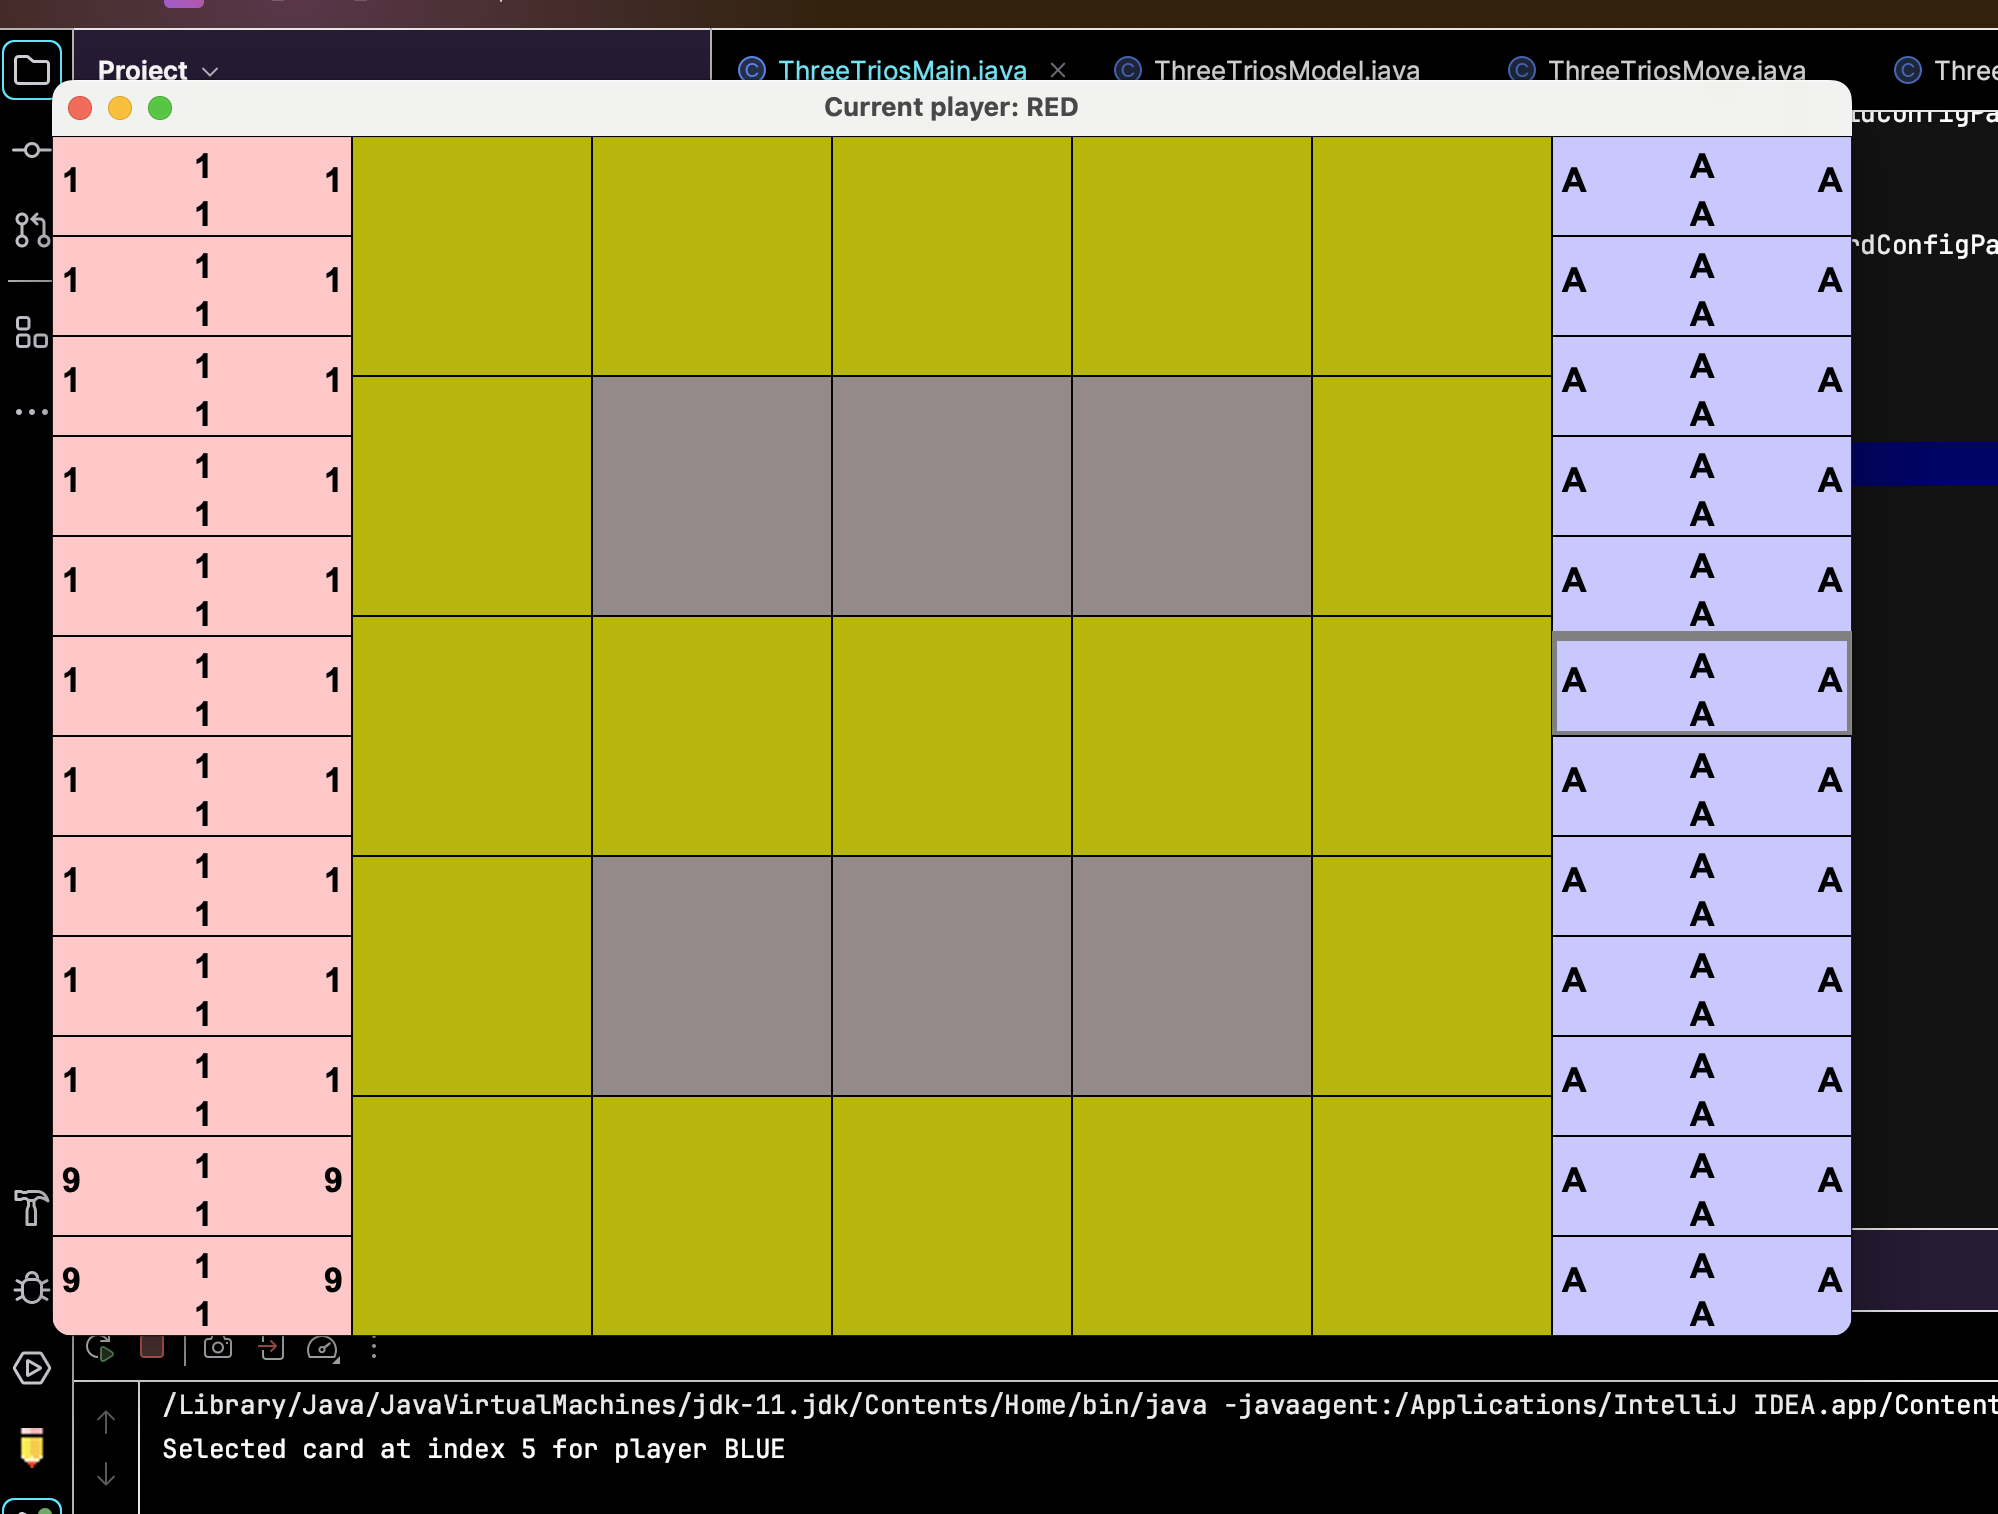 Project
ThreeTriosMain.java ThreeTriosModel.java ThreeTriosMove.java Three
Current player: RED
1 1 1 1 A A A A
1 1 1 1 A A A A
1 1 1 1 A A A A
1 1 1 1 A A A A
1 1 1 1 A A A A
1 1 1 1 A A A A
1 1 1 1 A A A A
1 1 1 1 A A A A
1 1 1 1 A A A A
1 1 1 1 A A A A
9 1 9 1 A A A A
9 1 9 1 A A A A
rdConfigPa
/Library/Java/JavaVirtualMachines/jdk-11.jdk/Contents/Home/bin/java -javaagent:/Applications/IntelliJ IDEA.app/Content
Selected card at index 5 for player BLUE